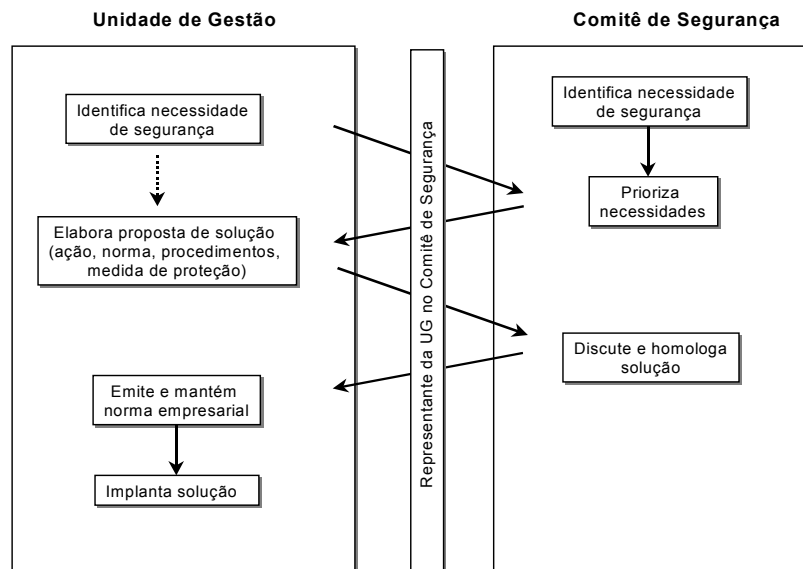 Unidade de Gestão
Comitê de Segurança
Identifica necessidade
de segurança
Elabora proposta de solução
(ação, norma, procedimentos,
medida de proteção)
Emite e mantém
norma empresarial
Implanta solução
Representante da UG no Comitê de Segurança
Identifica necessidade
de segurança
Prioriza
necessidades
Discute e homologa
solução